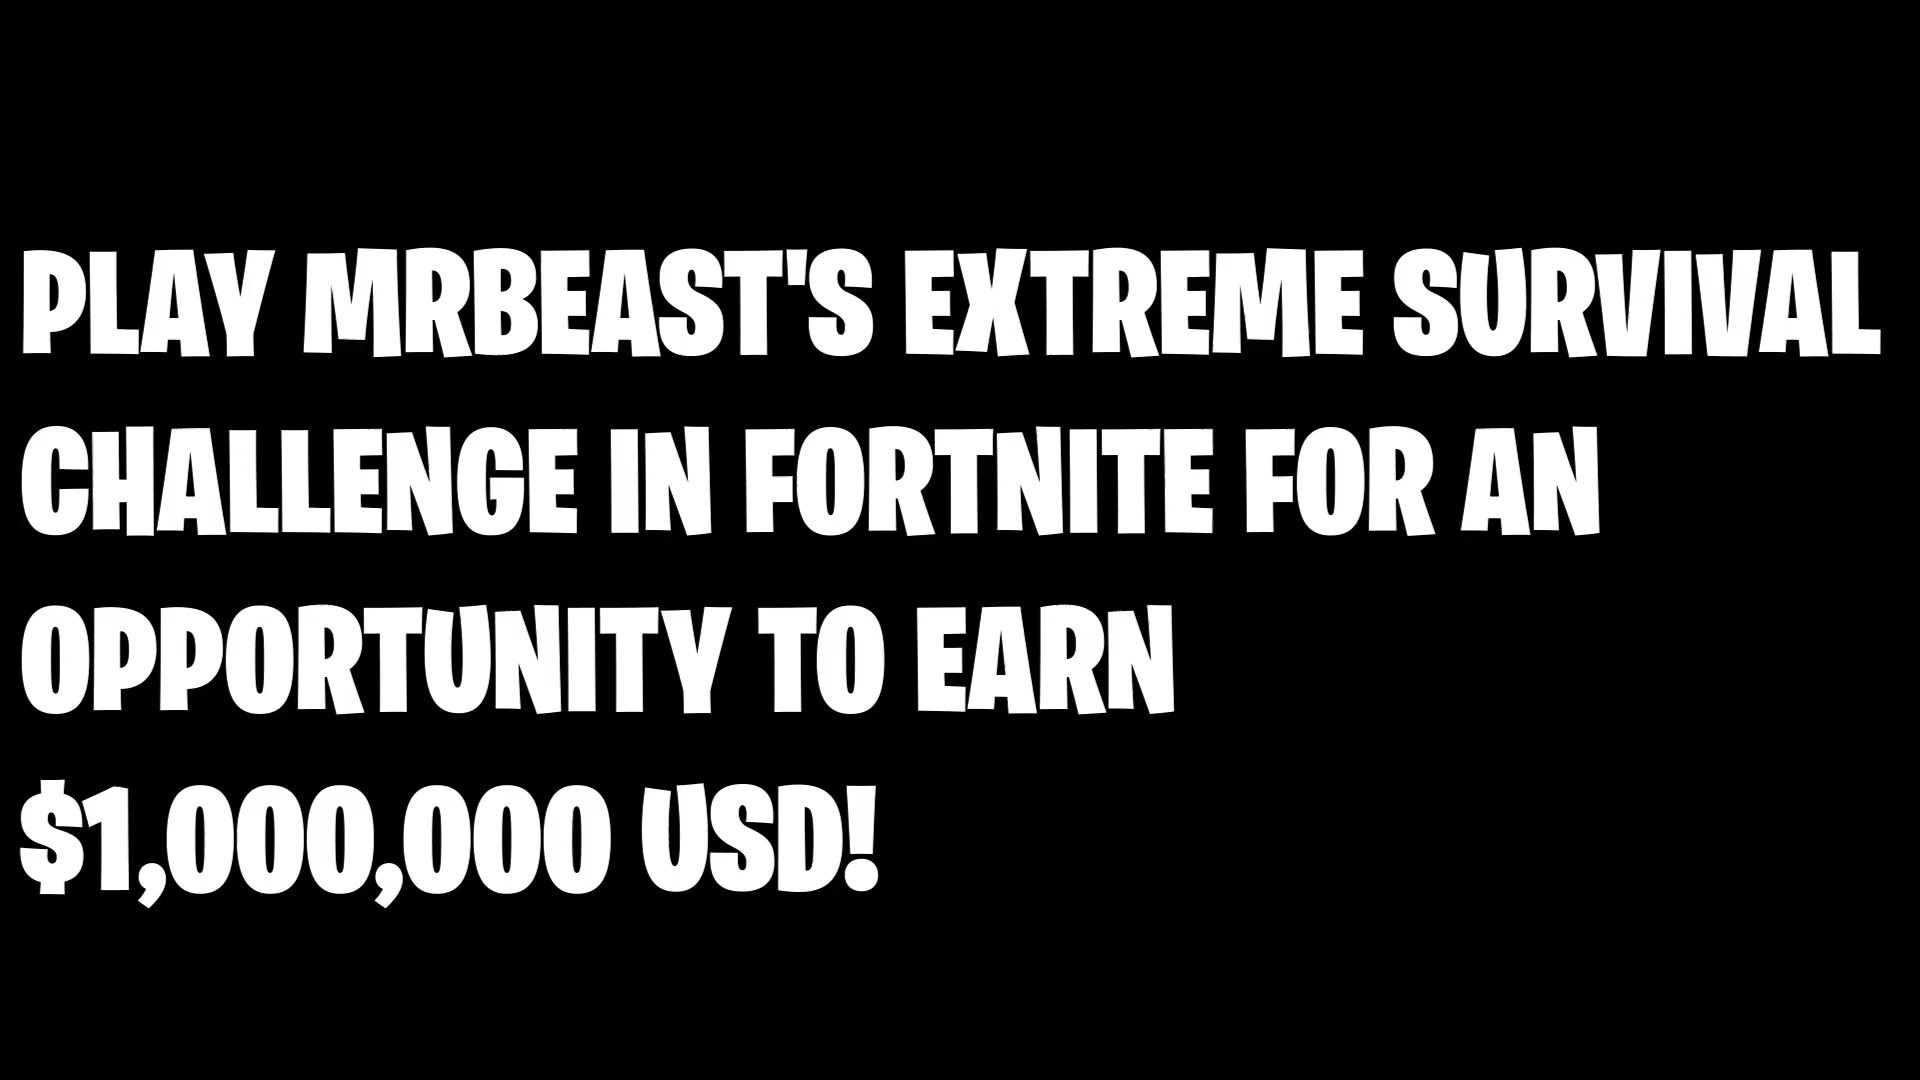 PLAY MRBEAST'S EXTREME SURVIVAL
CHALLENGE IN FORTNITE FOR AN
OPPORTUNITY TO EARN
$1,000,000 USD!